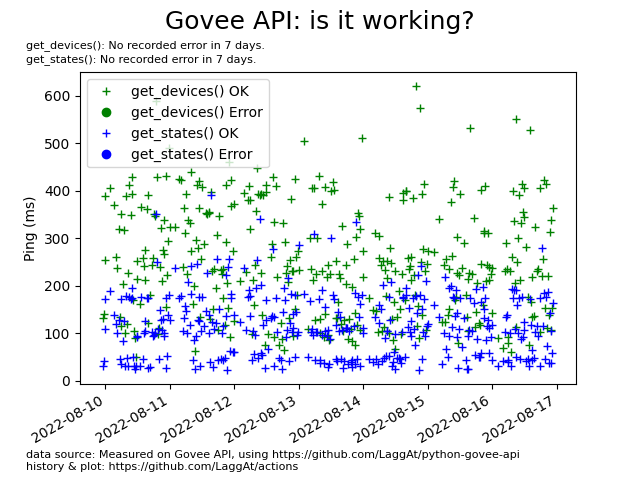 Govee API: is it working?
get_devices(): No recorded error in 7 days.
get_states(): No recorded error in 7 days.
get_devices() OK
get_devices() Error
get_states() OK
get_states() Error
Ping (ms)
600
500
400
300
200
100
0
2022-08-10
2022-08-11
2022-08-12
2022-08-13
2022-08-14
2022-08-15
2022-08-16
2022-08-17
data source: Measured on Govee API, using https://github.com/LaggAt/python-govee-api
history & plot: https://github.com/LaggAt/actions